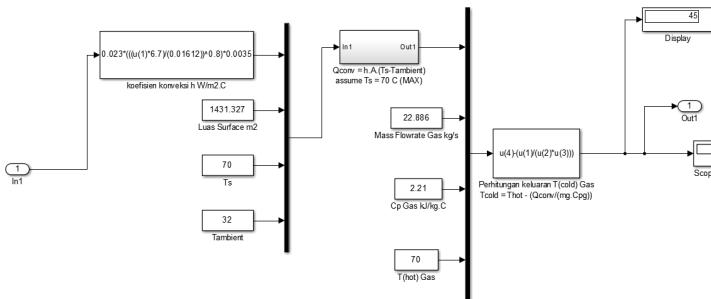 0.023*(((u(1)*6.7)/(0.01612))^0.8)*0.0035
koefisien konveksi h W/m2.C
1431.327
Luas Surface m2
70
Ts
32
Tambient
1
In1
In1
Out1
Qconv = h.A.(Ts-Tambient)
assume Ts = 70 C (MAX)
22.886
Mass Flowrate Gas kg/s
2.21
Cp Gas kJ/kg.C
70
T(hot) Gas
u(4)-(u(1)/(u(2)*u(3)))
Perhitungan keluaran T(cold) Gas
Tcold = Thot - (Qconv/(mg.Cpg))
45
Display
1
Out1
Scop